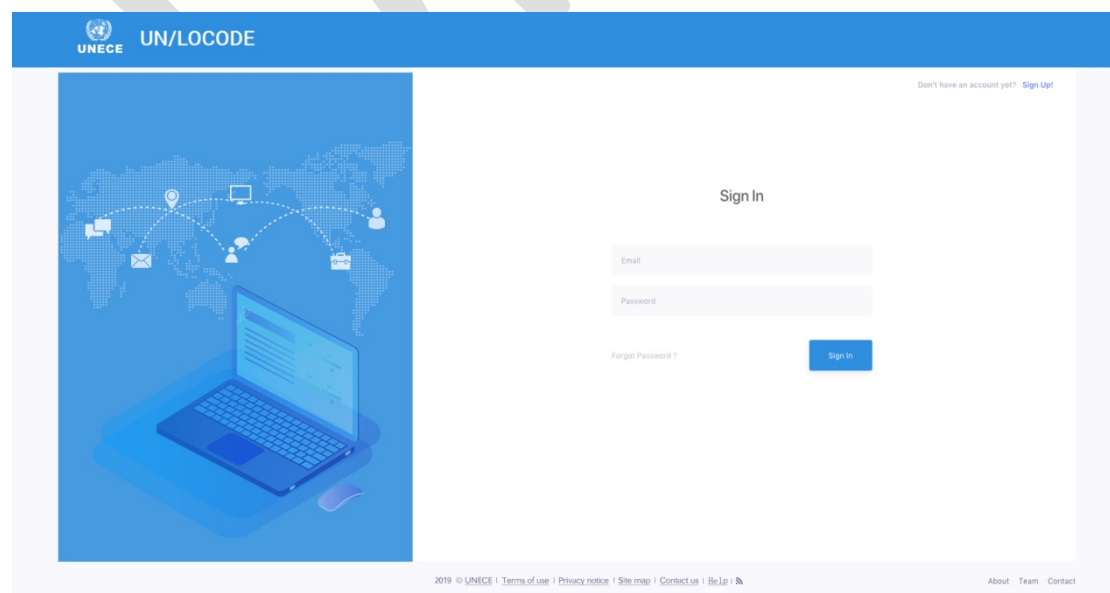 UNECE UN/LOCODE
Don't have an account yet? Sign Up!
Sign In
Email
Password
Forgot Password ? Sign In
2019 © UNECE | Terms of use | Privacy notice | Site map | Contact us | Help |
About Team Contact